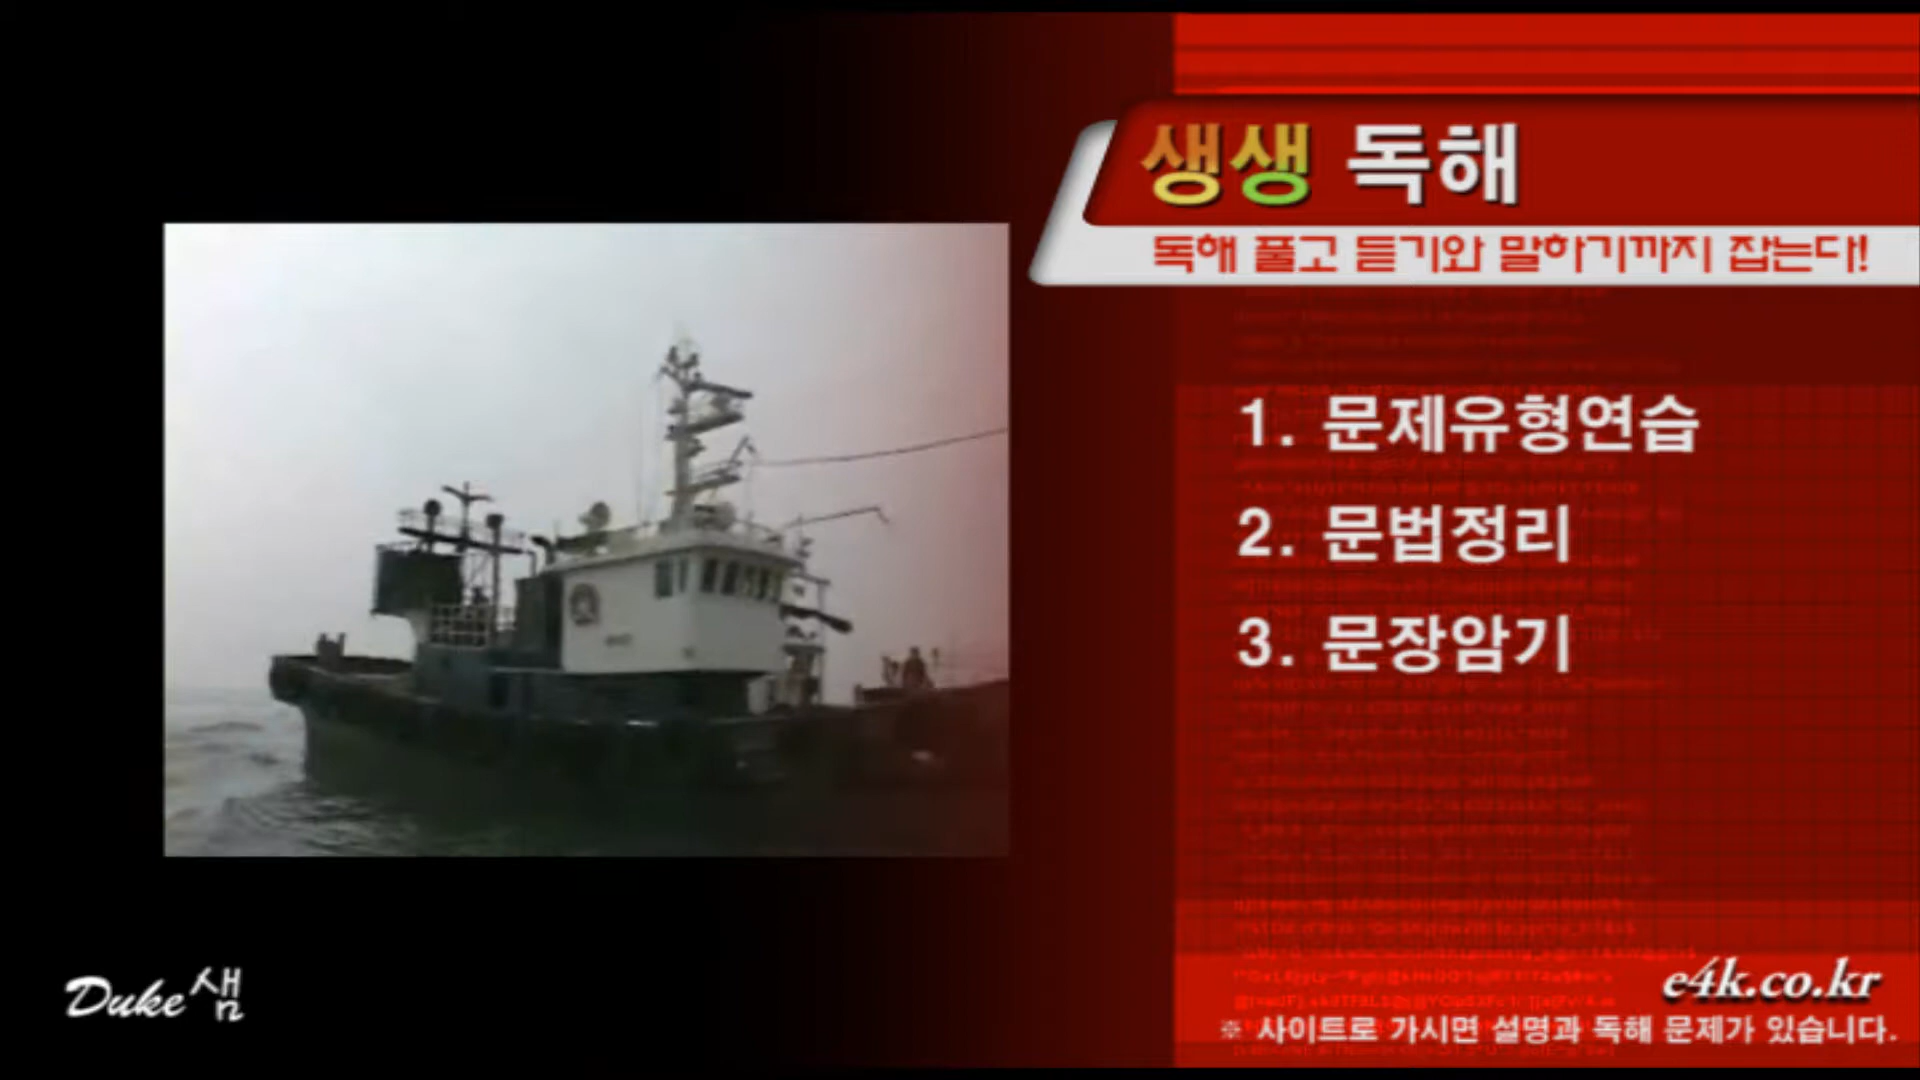 생생 독해
독해 풀고 듣기와 말하기까지 잡는다!
1. 문제유형연습
2. 문법정리
3. 문장암기
Duke샘
e4k.co.kr
※ 사이트로 가시면 설명과 독해 문제가 있습니다.